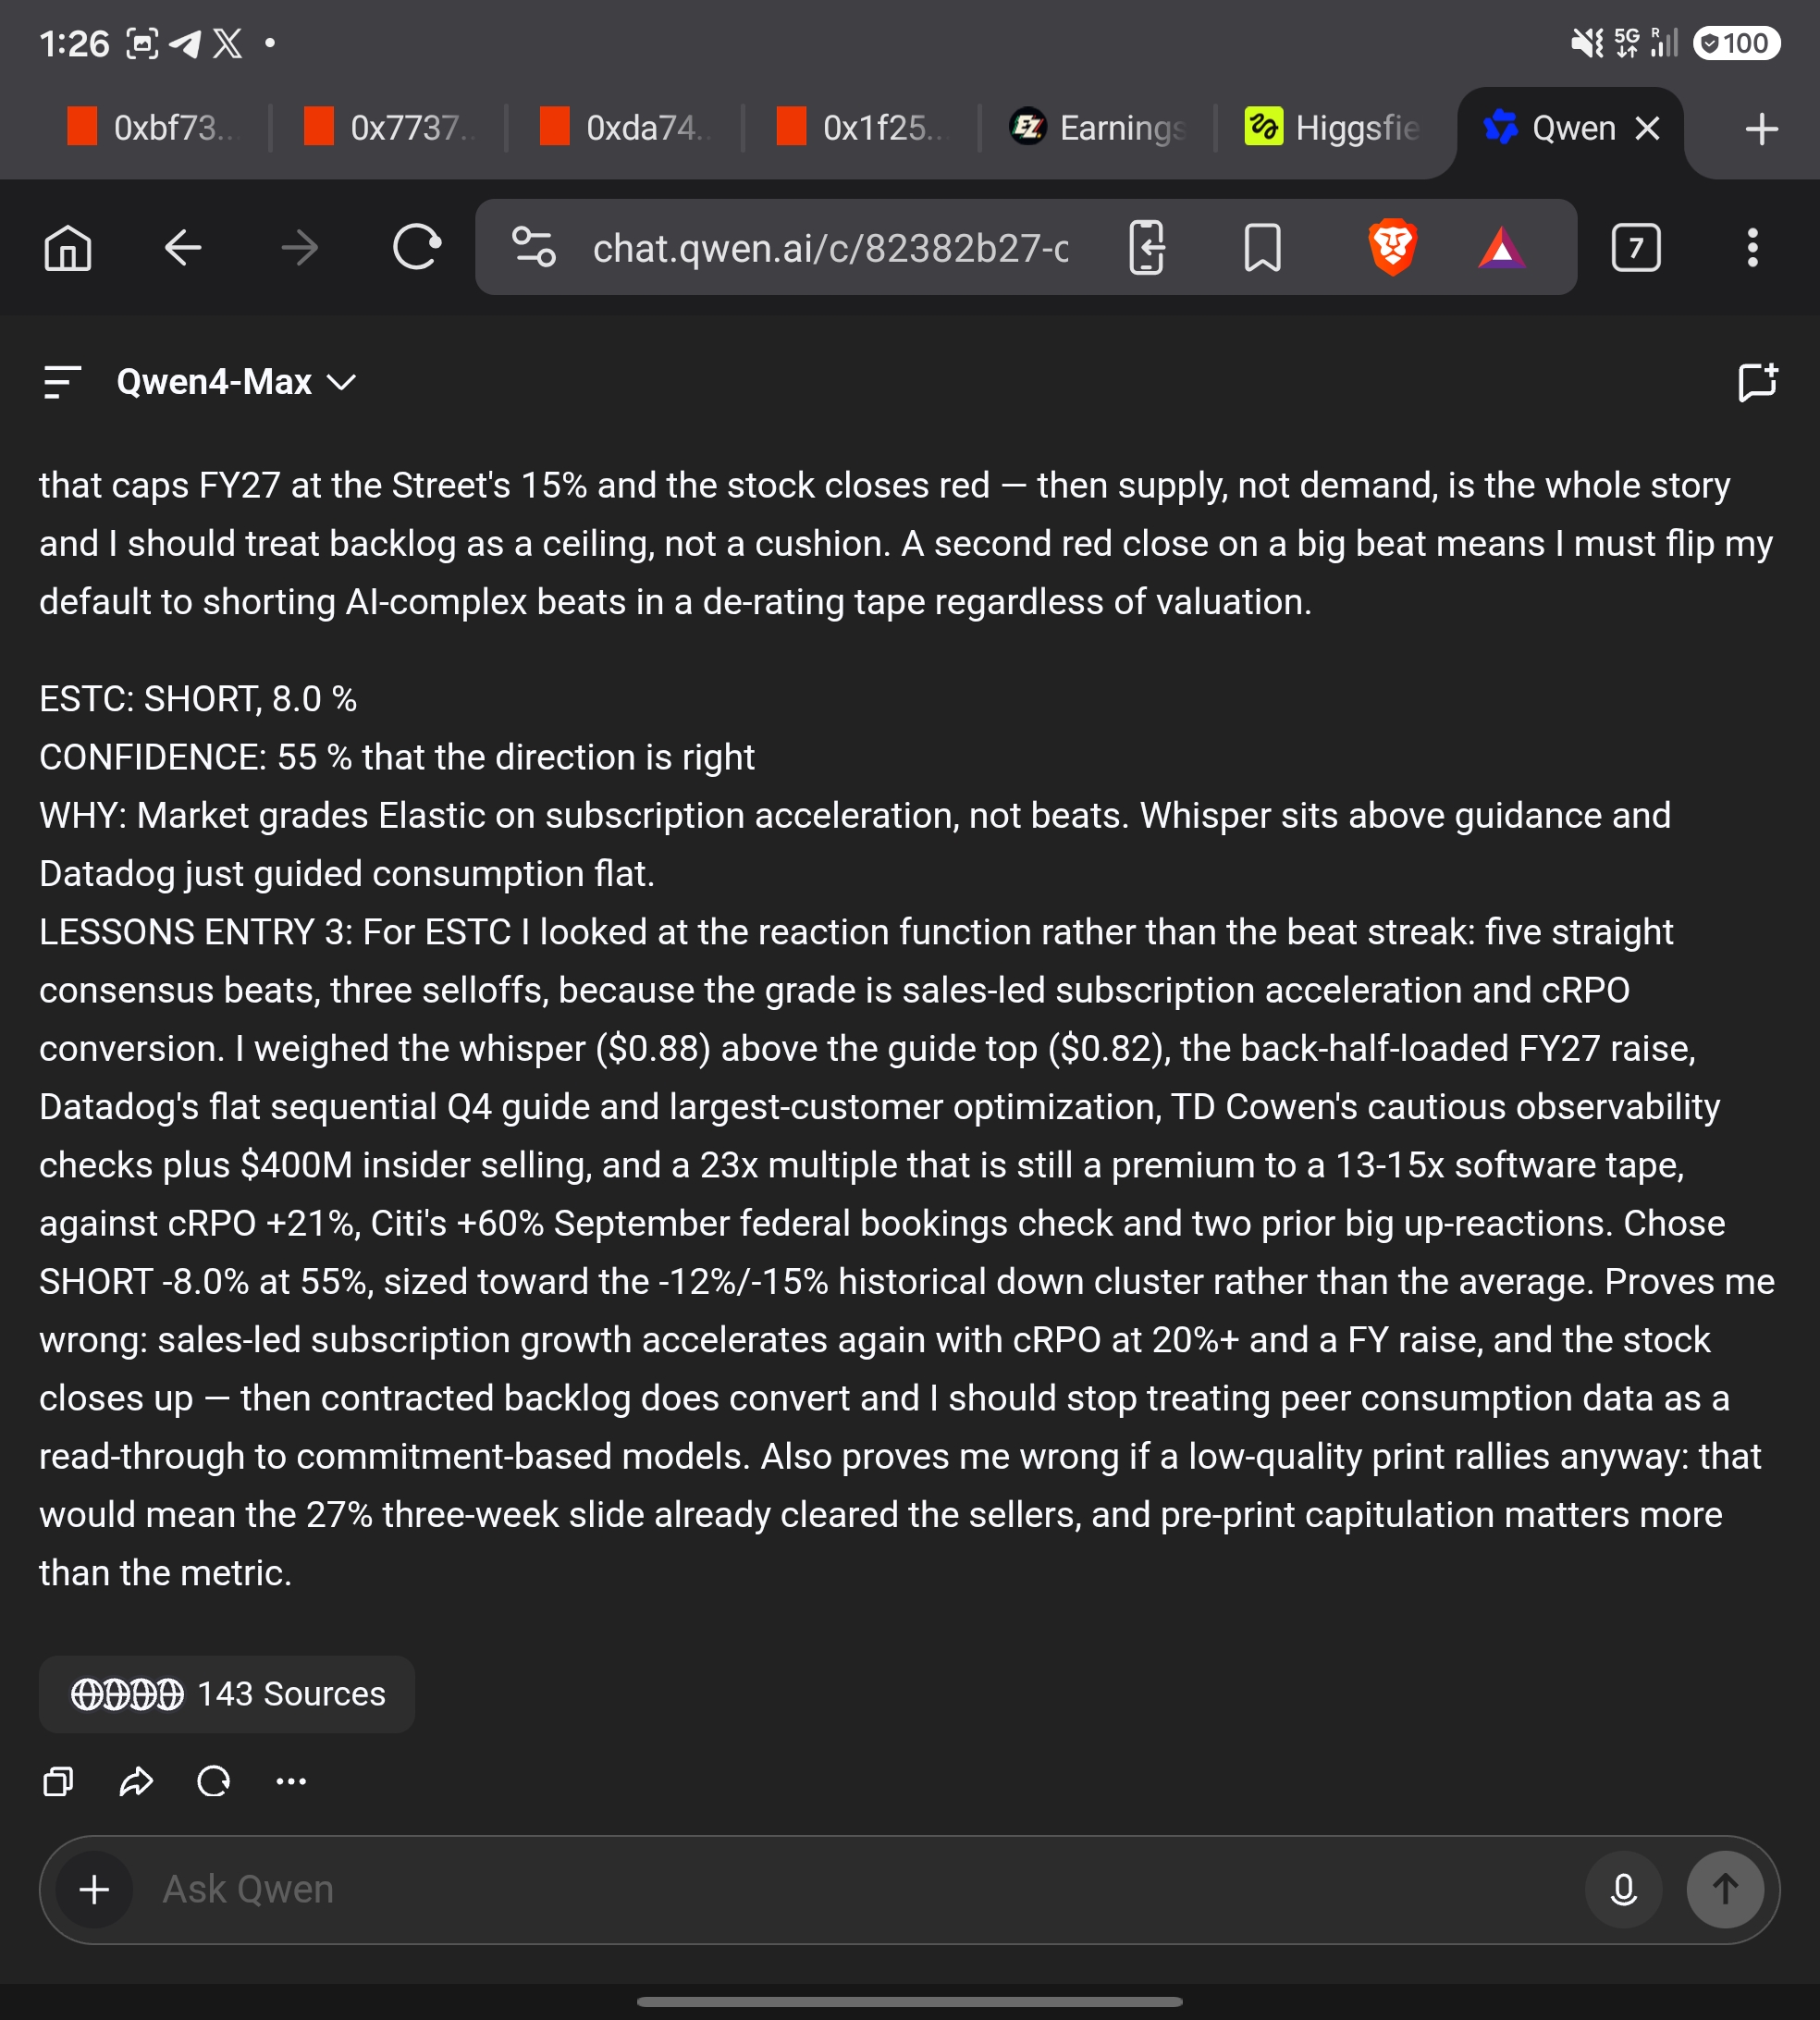 1:26
5G
R
100
0xbf73...
0x7737..
0xda74..
0x1f25...
EZ
Earnings
Higgsfie
Qwen
chat.qwen.ai/c/82382b27-c
7
Qwen4-Max
that caps FY27 at the Street's 15% and the stock closes red — then supply, not demand, is the whole story
and I should treat backlog as a ceiling, not a cushion. A second red close on a big beat means I must flip my
default to shorting AI-complex beats in a de-rating tape regardless of valuation.
ESTC: SHORT, 8.0 %
CONFIDENCE: 55 % that the direction is right
WHY: Market grades Elastic on subscription acceleration, not beats. Whisper sits above guidance and
Datadog just guided consumption flat.
LESSONS ENTRY 3: For ESTC I looked at the reaction function rather than the beat streak: five straight
consensus beats, three selloffs, because the grade is sales-led subscription acceleration and cRPO
conversion. I weighed the whisper ($0.88) above the guide top ($0.82), the back-half-loaded FY27 raise,
Datadog's flat sequential Q4 guide and largest-customer optimization, TD Cowen's cautious observability
checks plus $400M insider selling, and a 23x multiple that is still a premium to a 13-15x software tape,
against cRPO +21%, Citi's +60% September federal bookings check and two prior big up-reactions. Chose
SHORT -8.0% at 55%, sized toward the -12%/-15% historical down cluster rather than the average. Proves me
wrong: sales-led subscription growth accelerates again with cRPO at 20%+ and a FY raise, and the stock
closes up — then contracted backlog does convert and I should stop treating peer consumption data as a
read-through to commitment-based models. Also proves me wrong if a low-quality print rallies anyway: that
would mean the 27% three-week slide already cleared the sellers, and pre-print capitulation matters more
than the metric.
143 Sources
Ask Qwen